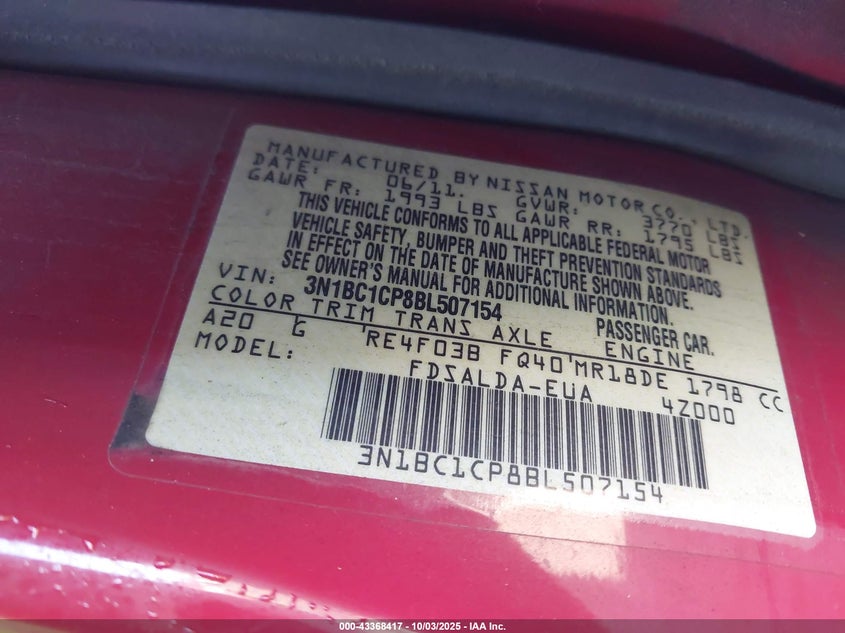 MANUFACTURED BY NISSAN MOTOR CO., LTD.
DATE: 06/11. GVWR: 3770 LBS
GAWR FR: 1993 LBS GAWR RR: 1795 LBS
THIS VEHICLE CONFORMS TO ALL APPLICABLE FEDERAL MOTOR
VEHICLE SAFETY, BUMPER AND THEFT PREVENTION STANDARDS
IN EFFECT ON THE DATE OF MANUFACTURE SHOWN ABOVE.
SEE OWNER'S MANUAL FOR ADDITIONAL INFORMATION.
VIN: 3N1BC1CP8BL507154 PASSENGER CAR.
COLOR TRIM TRANS AXLE ENGINE
A20 G RE4F03B FQ40 MR18DE 1798 CC
MODEL: FDSALDA-EUA 4Z000
3N1BC1CP8BL507154
000-43368417 - 10/03/2025 - IAA Inc.